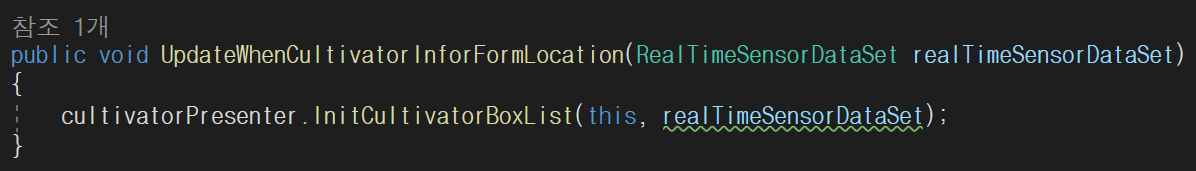 참조 1개
public void UpdateWhenCultivatorInforFormLocation(RealTimeSensorDataSet realTimeSensorDataSet)
{
cultivatorPresenter.InitCultivatorBoxList(this, realTimeSensorDataSet);
}